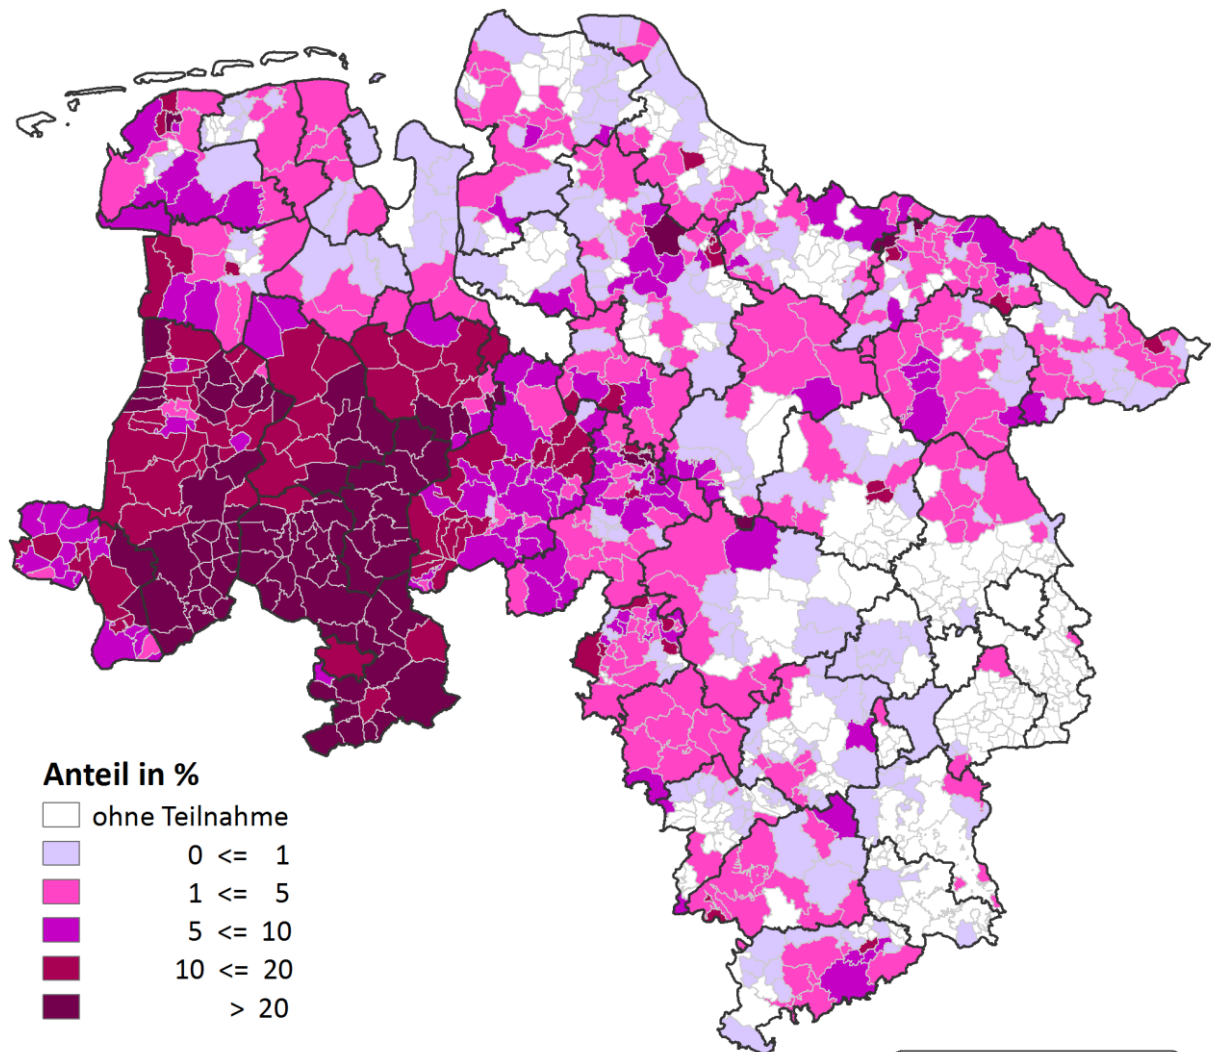 Anteil in %
ohne Teilnahme
0 <= 1
1 <= 5
5 <= 10
10 <= 20
> 20